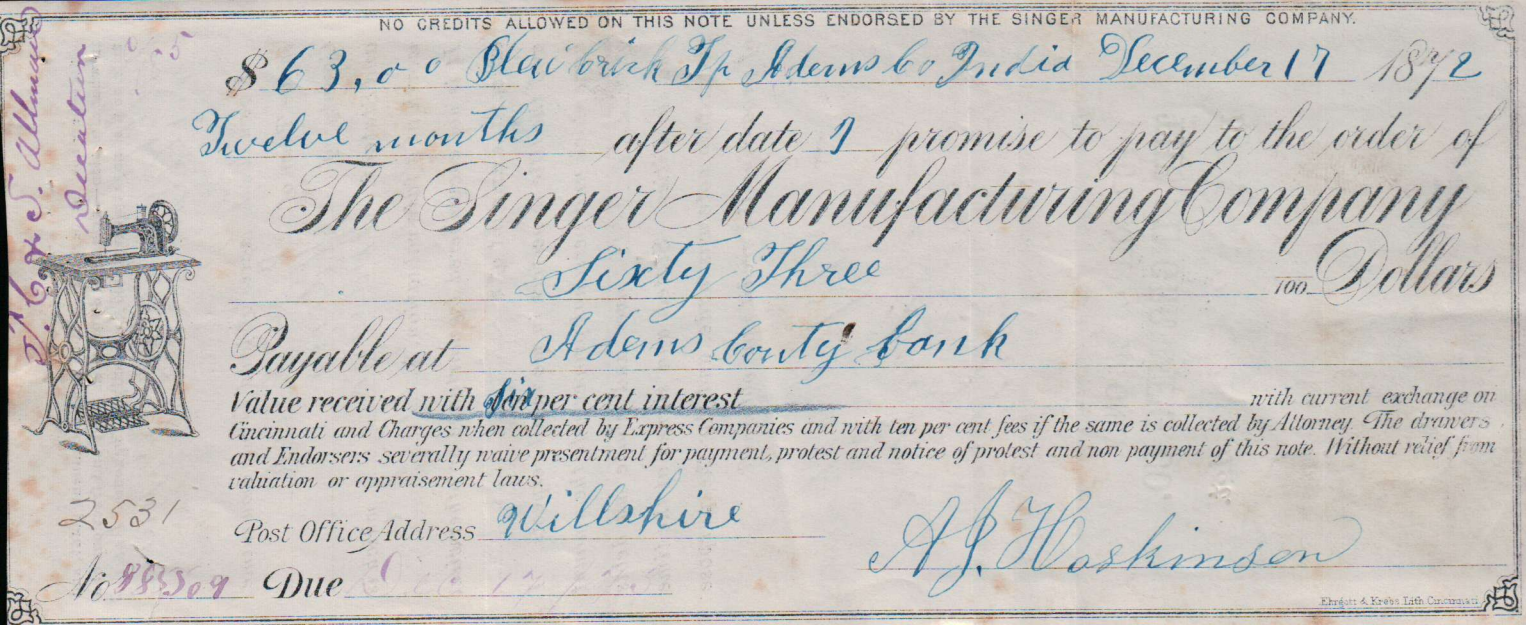 NO CREDITS ALLOWED ON THIS NOTE UNLESS ENDORSED BY THE SINGER MANUFACTURING COMPANY.
$ 63,00 Tp Adems Co India December 17 1872
Twelve months after date I promise to pay to the order of
The Singer Manufacturing Company
Sixty Three 100 Dollars
Payable at Adems Conty Bank
Value received with six per cent interest with current exchange on
Cincinnati and Charges when collected by Express Companies and with ten per cent fees if the same is collected by Attorney. The drawers
and Endorsers severally waive presentment for payment, protest and notice of protest and non payment of this note. Without relief from
valuation or appraisement laws.
2531
Post Office Address Willshire
A J. Hoskinson
No Due
Ehrgott & Krebs Lith Cincinnati